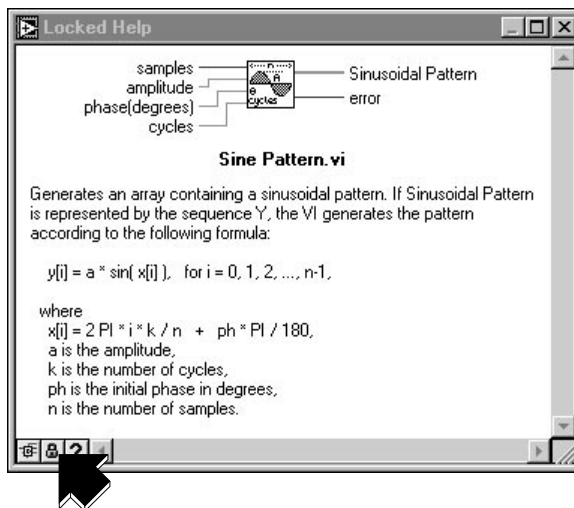 Locked Help
samples
amplitude
phase(degrees)
cycles
n
A
θ
cycles
Sinusoidal Pattern
error
Sine Pattern.vi
Generates an array containing a sinusoidal pattern. If Sinusoidal Pattern
is represented by the sequence Y, the VI generates the pattern
according to the following formula:
y[i] = a * sin( x[i] ),   for i = 0, 1, 2, ..., n-1,
where
x[i] = 2 PI * i * k / n   +   ph * PI / 180,
a is the amplitude,
k is the number of cycles,
ph is the initial phase in degrees,
n is the number of samples.
?